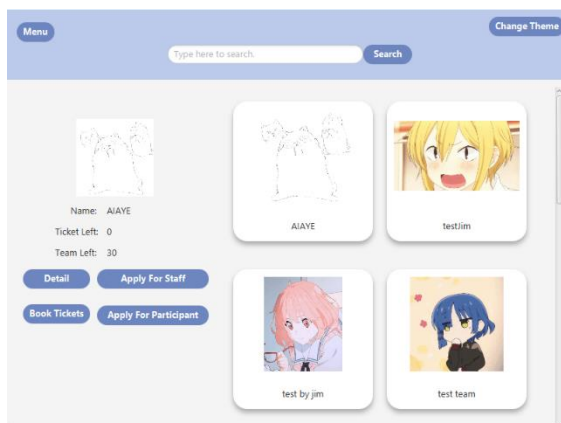 Menu
Change Theme
Type here to search.
Search
Name: AIAYE
Ticket Left: 0
Team Left: 30
Detail
Apply For Staff
Book Tickets
Apply For Participant
AIAYE
testJim
test by jim
test team